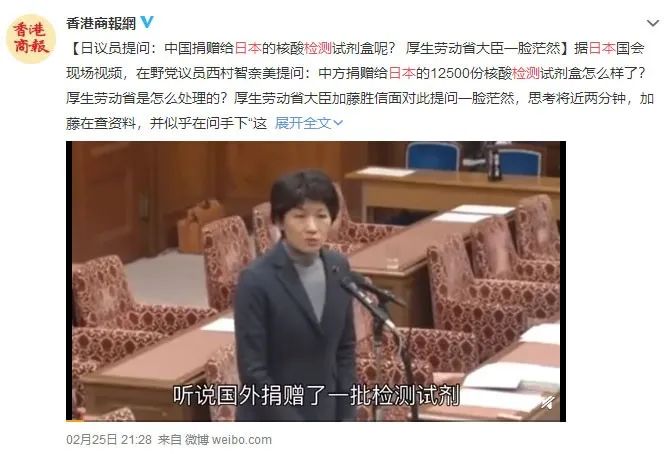 香港
商報
香港商報網
【日议员提问：中国捐赠给日本的核酸检测试剂盒呢？ 厚生劳动省大臣一脸茫然】据日本国会
现场视频，在野党议员西村智奈美提问：中方捐赠给日本的12500份核酸检测试剂盒怎么样了？
厚生劳动省是怎么处理的？厚生劳动省大臣加藤胜信面对此提问一脸茫然，思考将近两分钟，加
藤在查资料，并似乎在问手下“这 展开全文
听说国外捐赠了一批检测试剂
02月25日 21:28 来自 微博 weibo.com